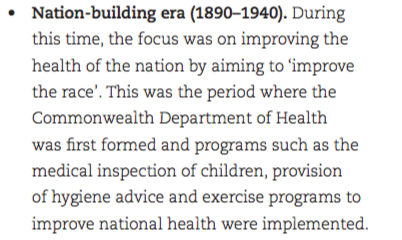 • Nation-building era (1890–1940). During
this time, the focus was on improving the
health of the nation by aiming to ‘improve
the race’. This was the period where the
Commonwealth Department of Health
was first formed and programs such as the
medical inspection of children, provision
of hygiene advice and exercise programs to
improve national health were implemented.